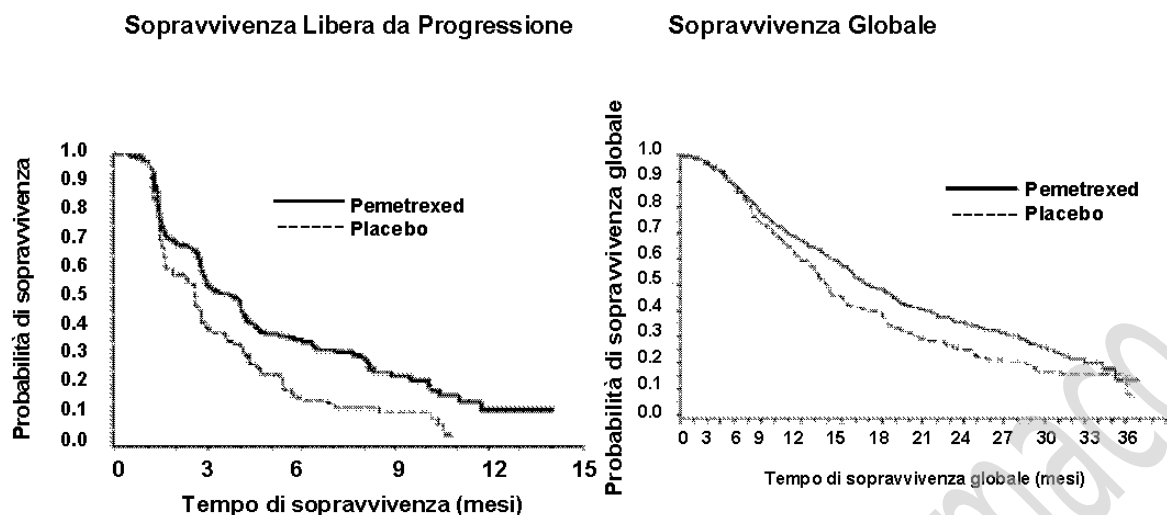 Sopravvivenza Libera da Progressione
Sopravvivenza Globale
Probabilità di sopravvivenza
1.0
0.9
0.8
0.7
0.6
0.5
0.4
0.3
0.2
0.1
0.0
Pemetrexed
Placebo
0 3 6 9 12 15
Tempo di sopravvivenza (mesi)
Probabilità di sopravvivenza globale
1.0
0.9
0.8
0.7
0.6
0.5
0.4
0.3
0.2
0.1
0.0
Pemetrexed
Placebo
0 3 6 9 12 15 18 21 24 27 30 33 36
Tempo di sopravvivenza globale (mesi)
maco